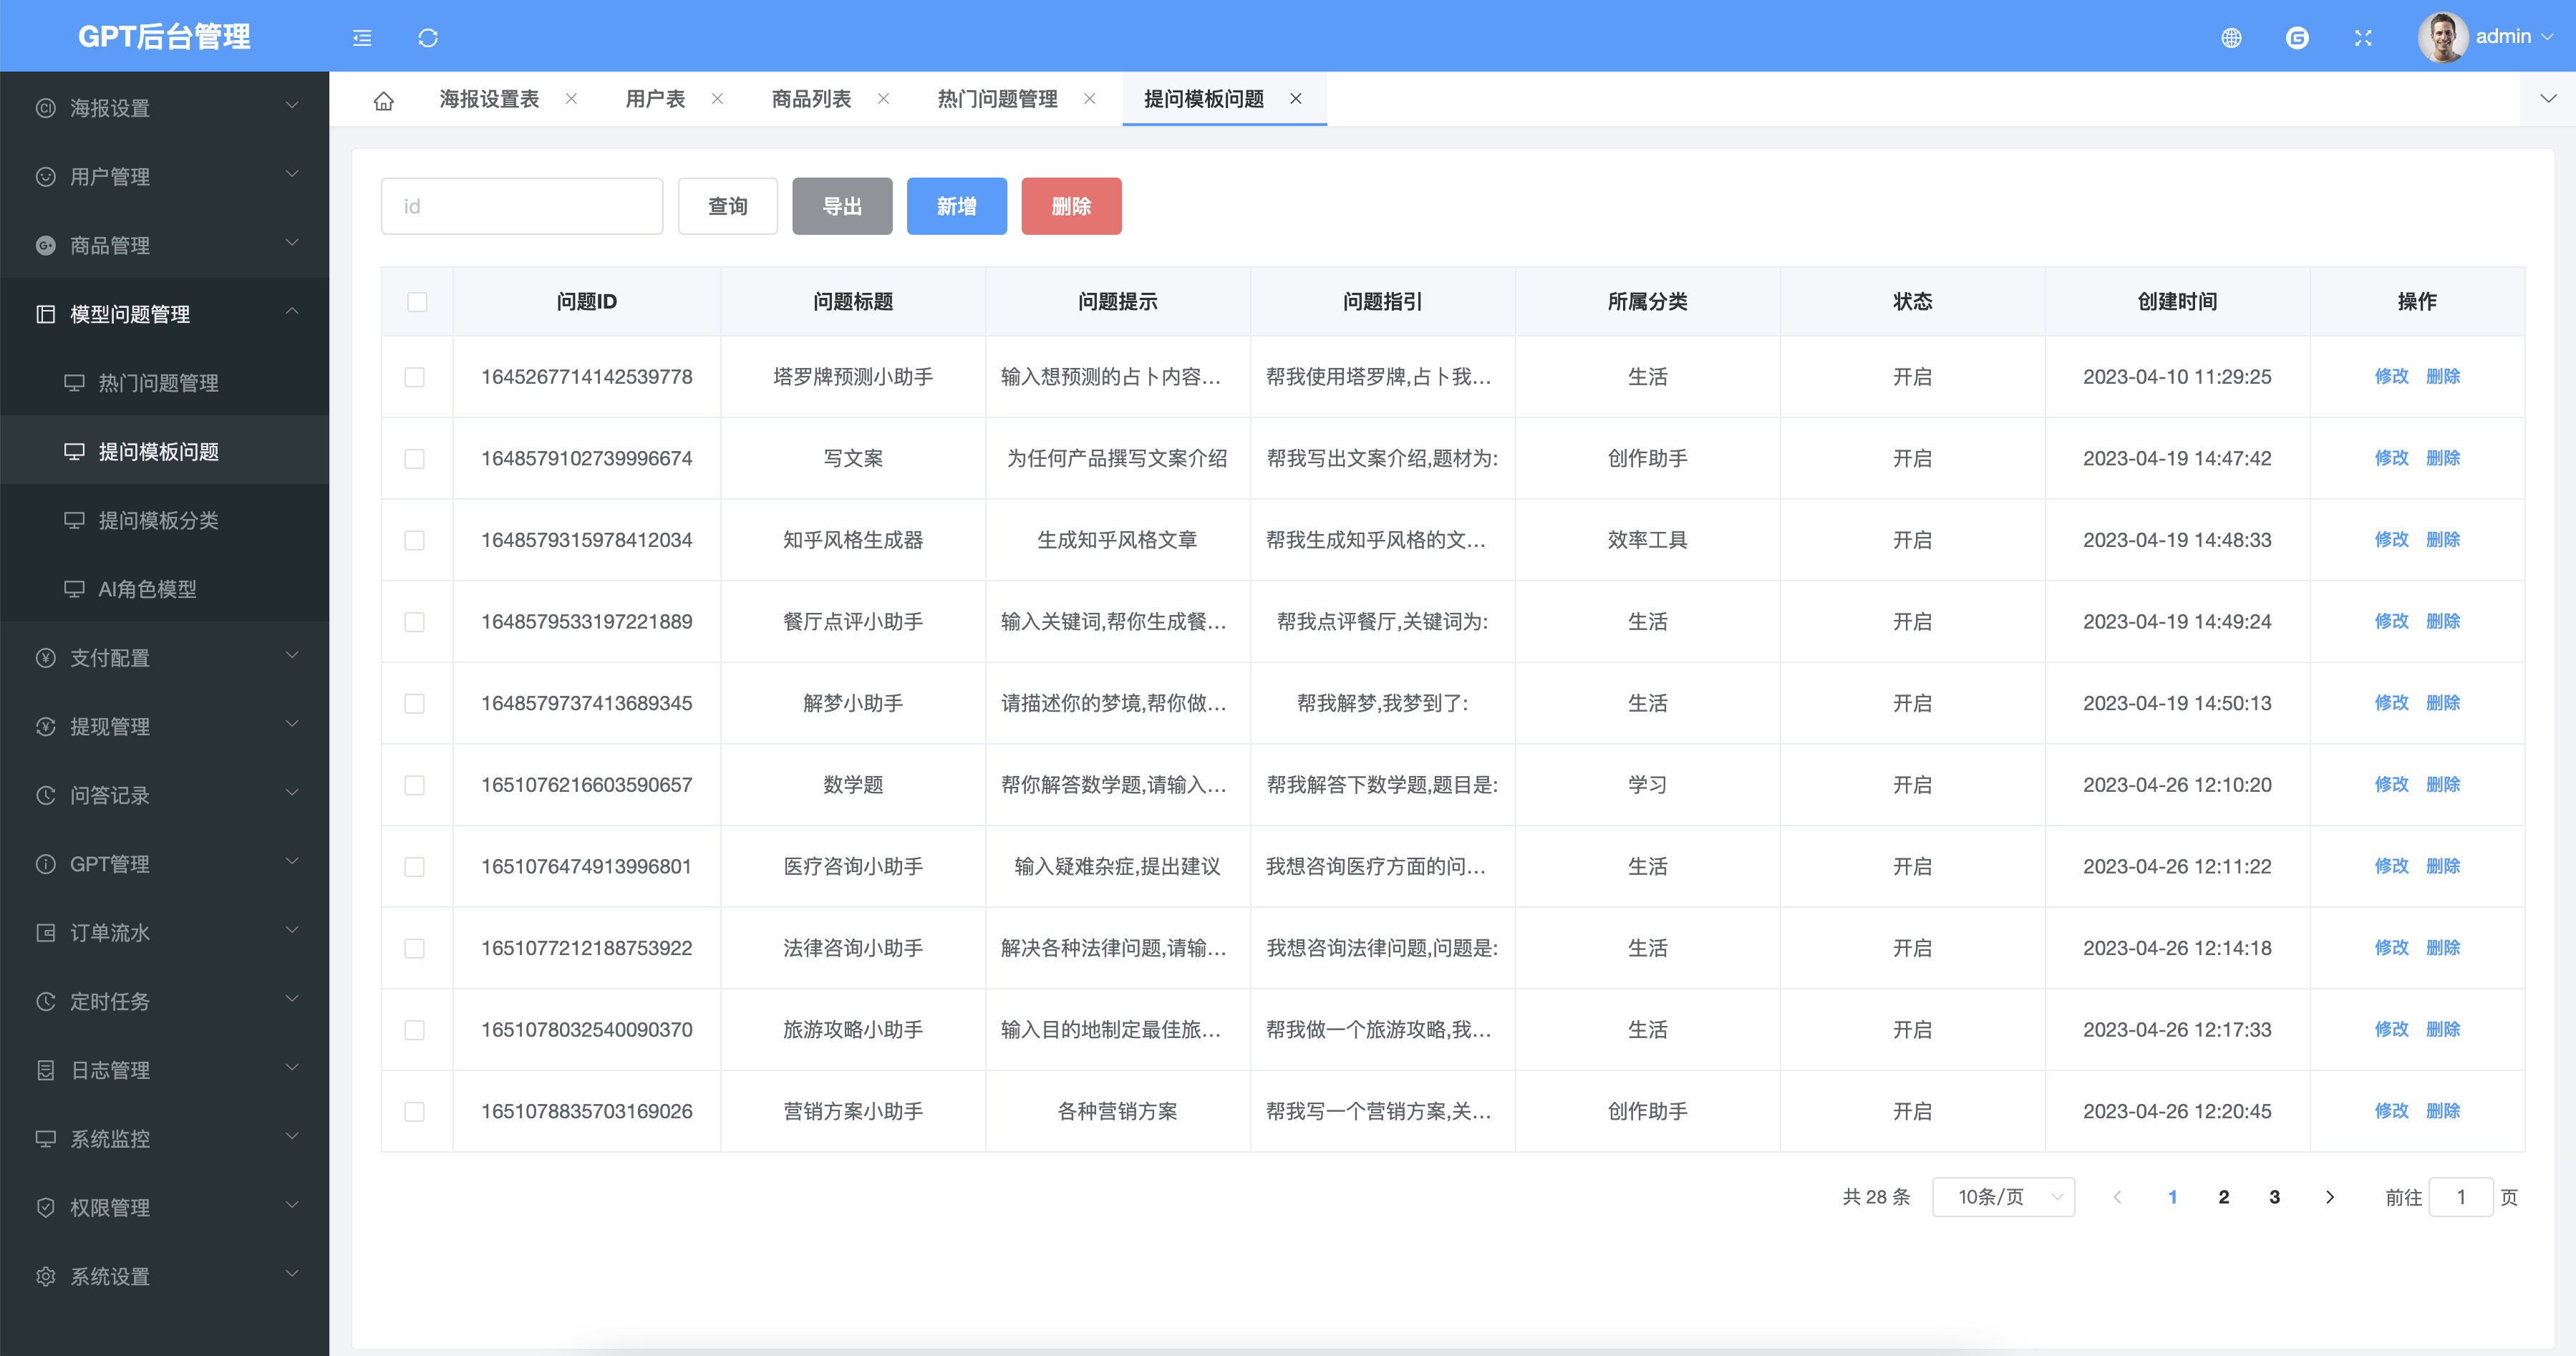 GPT后台管理
admin
海报设置表 用户表 商品列表 热门问题管理 提问模板问题
海报设置
用户管理
商品管理
模型问题管理
热门问题管理
提问模板问题
提问模板分类
AI角色模型
支付配置
提现管理
问答记录
GPT管理
订单流水
定时任务
日志管理
系统监控
权限管理
系统设置
id 查询 导出 新增 删除
问题ID 问题标题 问题提示 问题指引 所属分类 状态 创建时间 操作
1645267714142539778 塔罗牌预测小助手 输入想预测的占卜内容… 帮我使用塔罗牌,占卜我… 生活 开启 2023-04-10 11:29:25 修改 删除
1648579102739996674 写文案 为任何产品撰写文案介绍 帮我写出文案介绍,题材为: 创作助手 开启 2023-04-19 14:47:42 修改 删除
1648579315978412034 知乎风格生成器 生成知乎风格文章 帮我生成知乎风格的文… 效率工具 开启 2023-04-19 14:48:33 修改 删除
1648579533197221889 餐厅点评小助手 输入关键词,帮你生成餐… 帮我点评餐厅,关键词为: 生活 开启 2023-04-19 14:49:24 修改 删除
1648579737413689345 解梦小助手 请描述你的梦境,帮你做… 帮我解梦,我梦到了: 生活 开启 2023-04-19 14:50:13 修改 删除
1651076216603590657 数学题 帮你解答数学题,请输入… 帮我解答下数学题,题目是: 学习 开启 2023-04-26 12:10:20 修改 删除
1651076474913996801 医疗咨询小助手 输入疑难杂症,提出建议 我想咨询医疗方面的问… 生活 开启 2023-04-26 12:11:22 修改 删除
1651077212188753922 法律咨询小助手 解决各种法律问题,请输… 我想咨询法律问题,问题是: 生活 开启 2023-04-26 12:14:18 修改 删除
1651078032540090370 旅游攻略小助手 输入目的地制定最佳旅… 帮我做一个旅游攻略,我… 生活 开启 2023-04-26 12:17:33 修改 删除
1651078835703169026 营销方案小助手 各种营销方案 帮我写一个营销方案,关… 创作助手 开启 2023-04-26 12:20:45 修改 删除
共 28 条 10条/页 1 2 3 前往 1 页